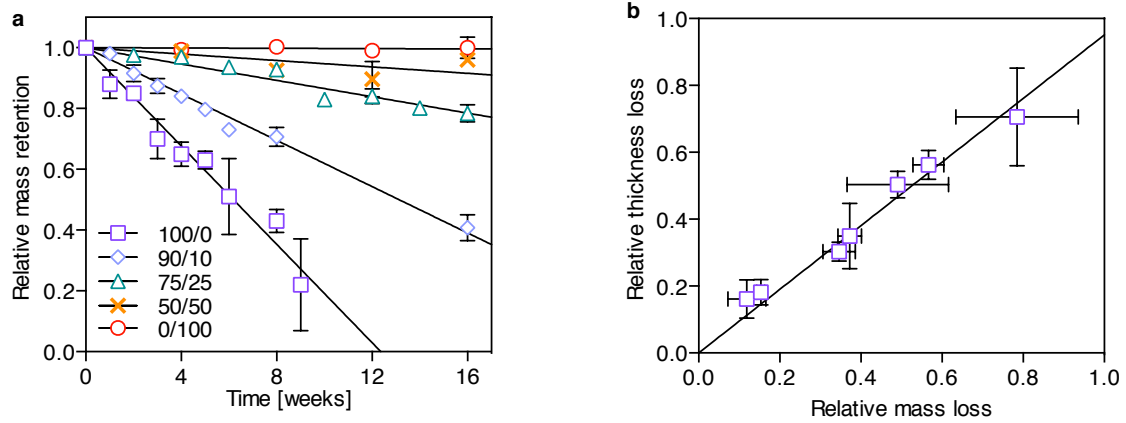 a
Relative mass retention
1.0
0.8
0.6
0.4
0.2
0.0
100/0
90/10
75/25
50/50
0/100
0 4 8 12 16
Time [weeks]
b
Relative thickness loss
1.0
0.8
0.6
0.4
0.2
0.0
0.0 0.2 0.4 0.6 0.8 1.0
Relative mass loss